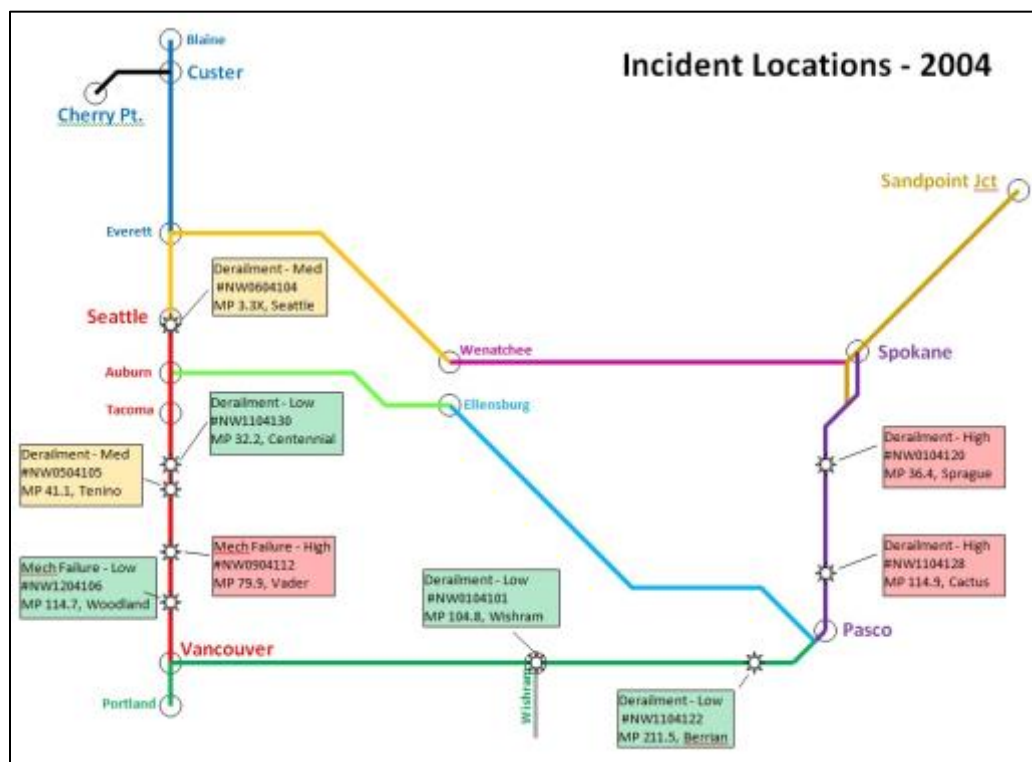 Blaine
Incident Locations - 2004
Custer
Cherry Pt.
Sandpoint Jct
Everett
Derailment - Med
#NW0604104
MP 3.3X, Seattle
Seattle
Wenatchee
Spokane
Auburn
Tacoma
Derailment - Low
#NW1104130
MP 32.2, Centennial
Ellensburg
Derailment - Med
#NW0504105
MP 41.1, Tenino
Derailment - High
#NW0104120
MP 36.4, Sprague
Mech Failure - High
#NW0904112
MP 79.9, Vader
Derailment - High
#NW1104128
MP 114.9, Cactus
Mech Failure - Low
#NW1204106
MP 114.7, Woodland
Derailment - Low
#NW0104101
MP 104.8, Wishram
Pasco
Vancouver
Wishram
Portland
Derailment - Low
#NW1104122
MP 211.5, Berrian